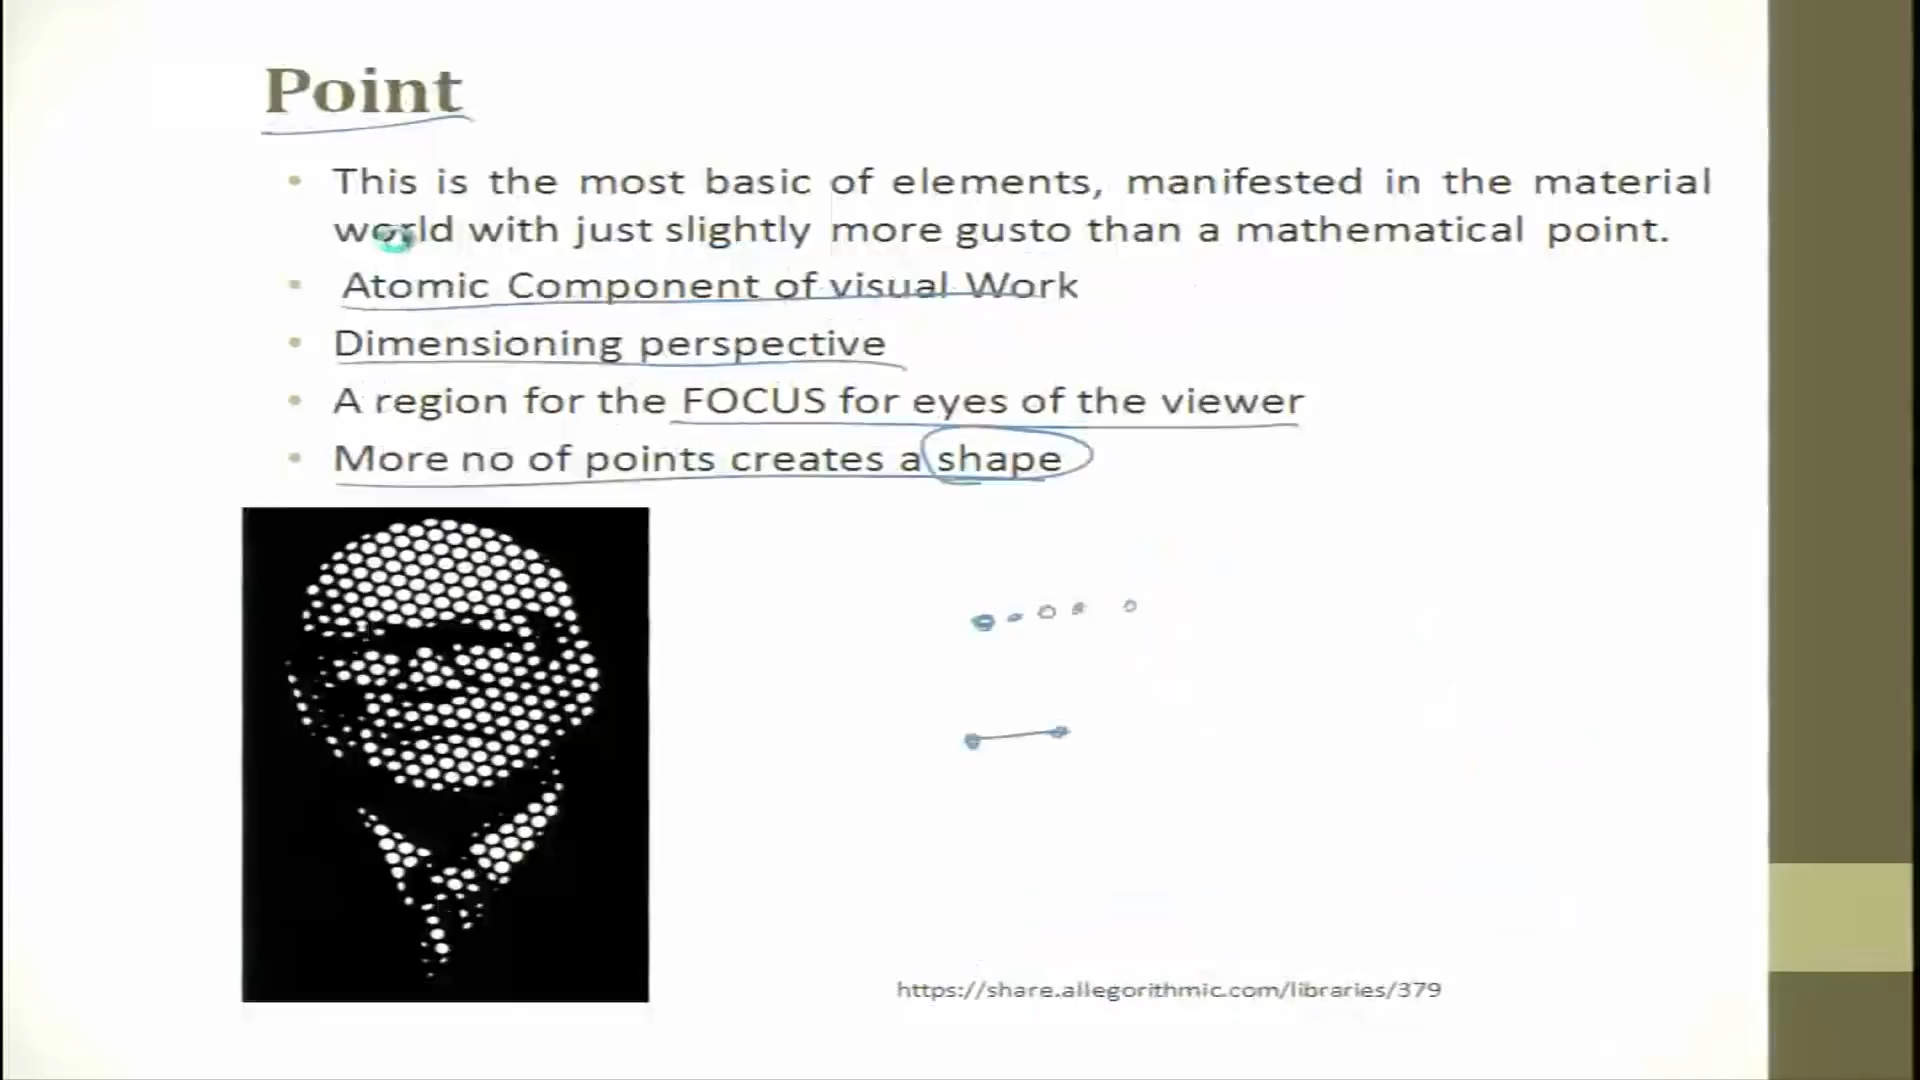 Point
• This is the most basic of elements, manifested in the material
world with just slightly more gusto than a mathematical point.
• Atomic Component of visual Work
• Dimensioning perspective
• A region for the FOCUS for eyes of the viewer
• More no of points creates a shape
https://share.allegorithmic.com/libraries/379